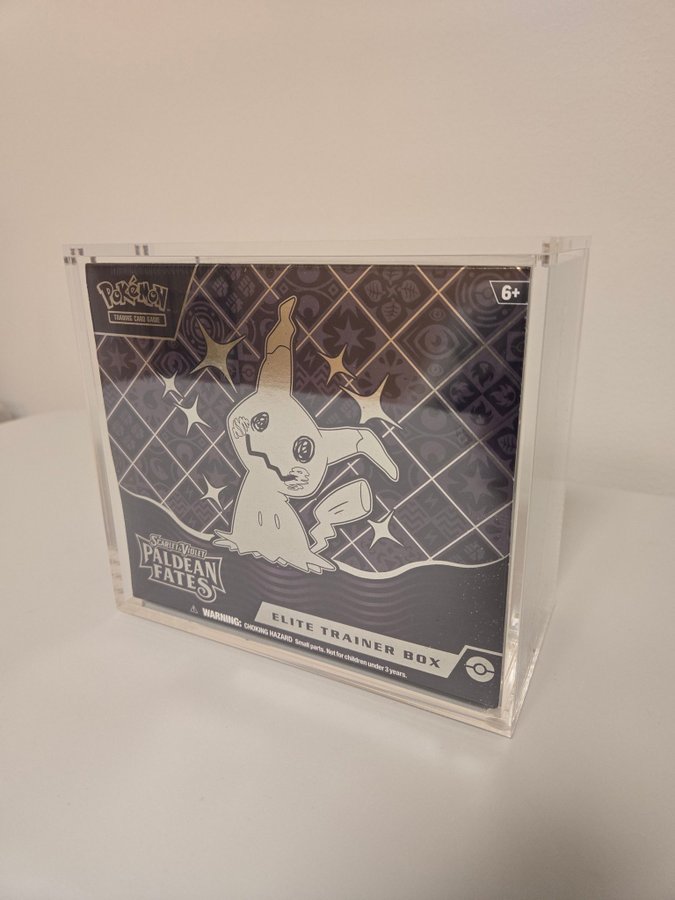 POKéMON
TRADING CARD GAME
6+
SCARLET & VIOLET
PALDEAN
FATES
ELITE TRAINER BOX
WARNING:
CHOKING HAZARD Small parts. Not for children under 3 years.